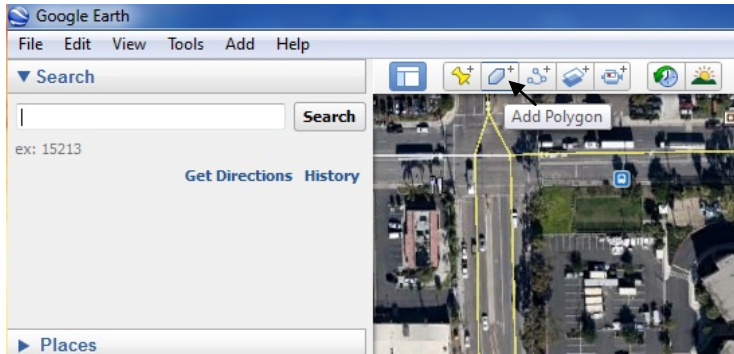 Google Earth
File Edit View Tools Add Help
▼ Search
Search
ex: 15213
Get Directions History
▶ Places
Add Polygon